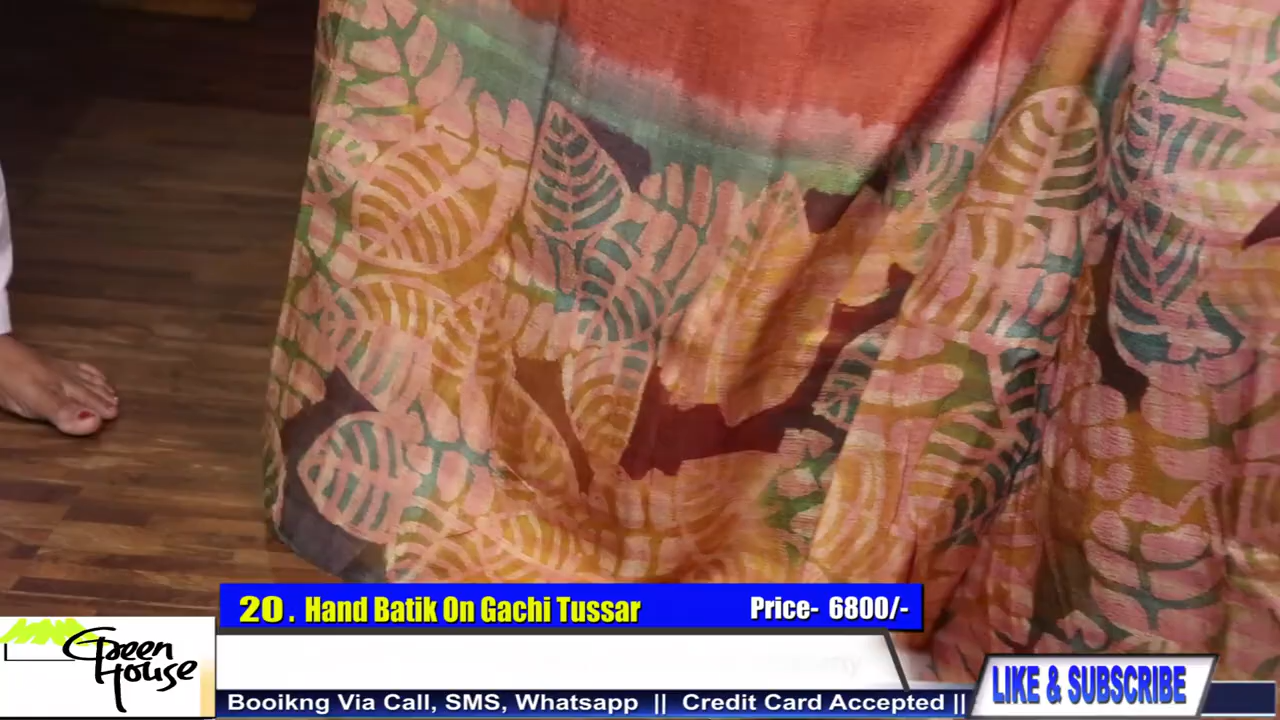 20. Hand Batik On Gachi Tussar Price- 6800/-
Green
House
Booikng Via Call, SMS, Whatsapp || Credit Card Accepted ||
LIKE & SUBSCRIBE